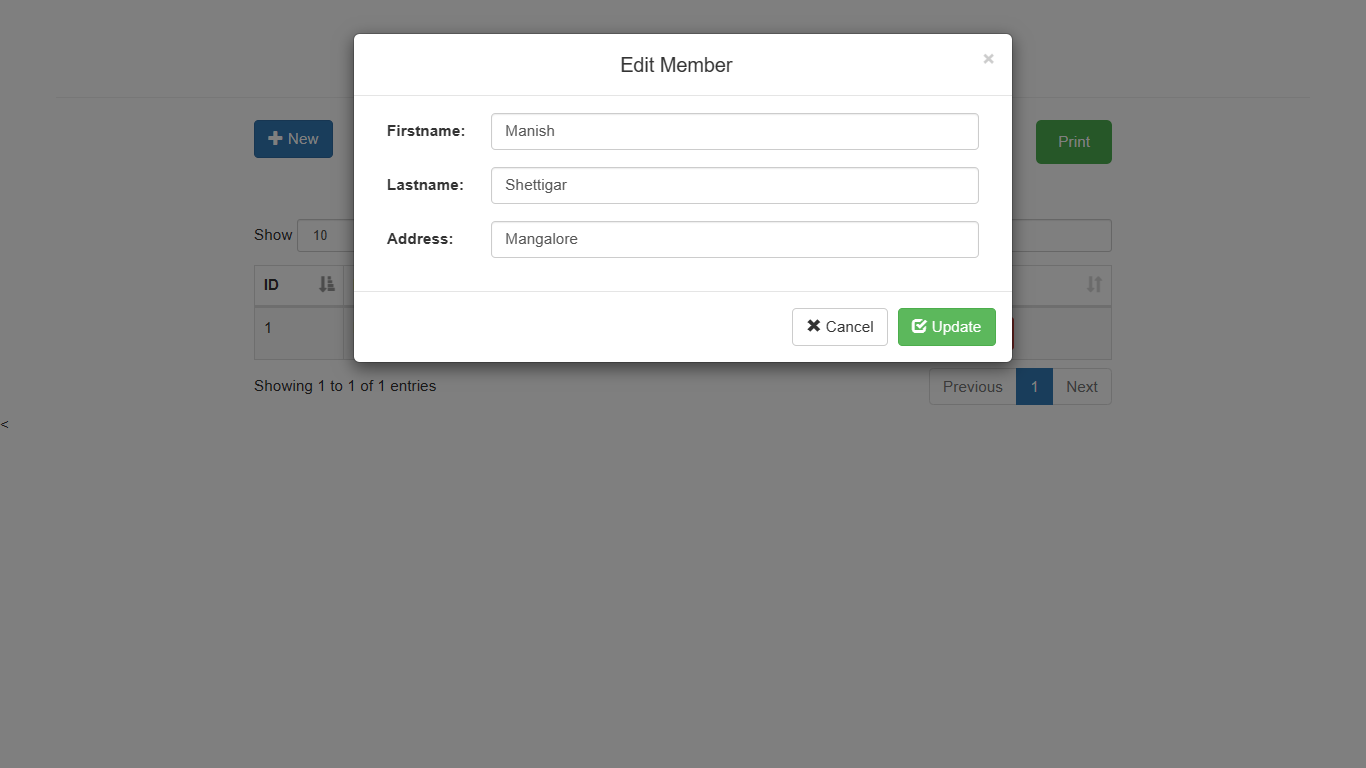 Edit Member ×
Firstname: Manish
New
Print
Lastname: Shettigar
Show 10
Address: Mangalore
ID
1
Cancel Update
Showing 1 to 1 of 1 entries
Previous 1 Next
<